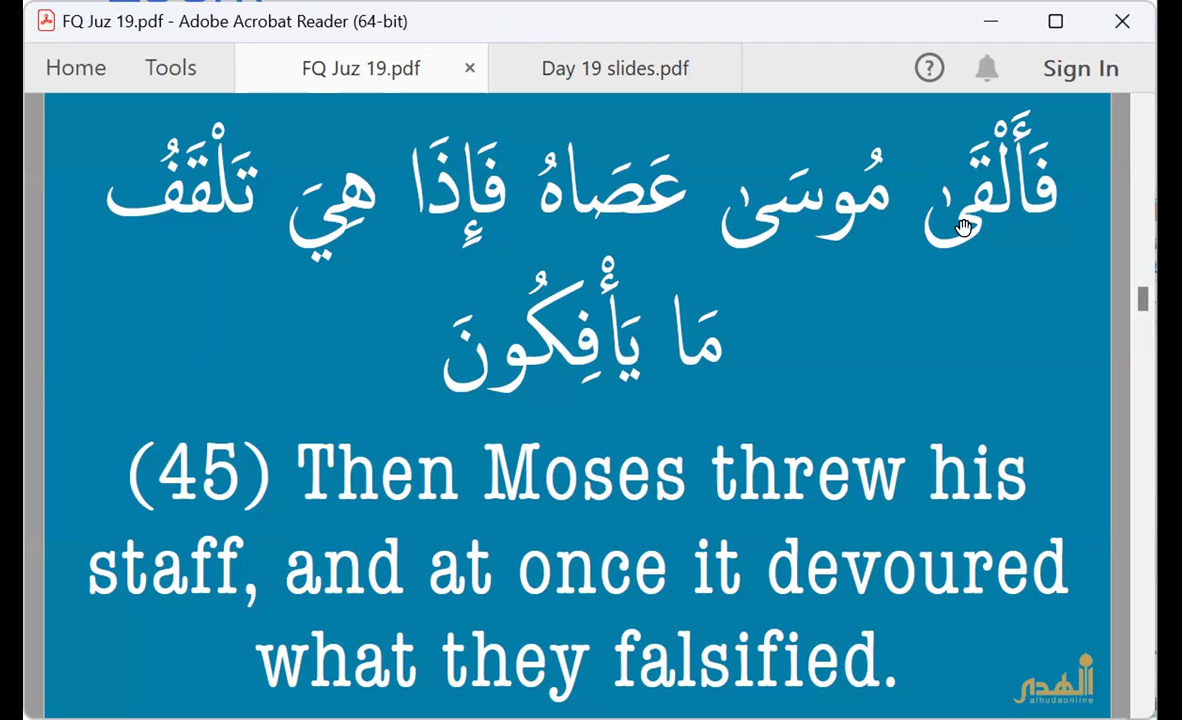 FQ Juz 19.pdf - Adobe Acrobat Reader (64-bit)
Home Tools FQ Juz 19.pdf Day 19 slides.pdf Sign In
فَأَلْقَىٰ مُوسَىٰ عَصَاهُ فَإِذَا هِيَ تَلْقَفُ
مَا يَأْفِكُونَ
(45) Then Moses threw his
staff, and at once it devoured
what they falsified.
الهدى
alhudaonline